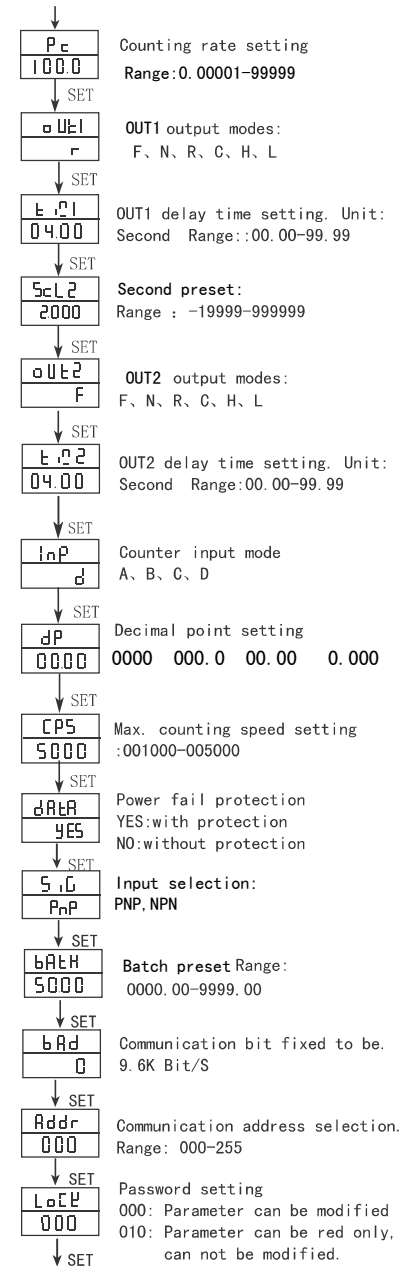 Pc
100.0
Counting rate setting
Range:0.00001-99999
SET
oUt1
r
OUT1 output modes:
F、N、R、C、H、L
SET
tiM1
04.00
OUT1 delay time setting. Unit:
Second Range::00.00-99.99
SET
ScL2
2000
Second preset:
Range : -19999-999999
SET
oUt2
F
OUT2 output modes:
F、N、R、C、H、L
SET
tiM2
04.00
OUT2 delay time setting. Unit:
Second Range:00.00-99.99
SET
InP
d
Counter input mode
A、B、C、D
SET
dP
0000
Decimal point setting
0000 000.0 00.00 0.000
SET
CPS
5000
Max. counting speed setting
:001000-005000
SET
dAtA
YES
Power fail protection
YES:with protection
NO:without protection
SET
SiG
PnP
Input selection:
PNP,NPN
SET
bAtH
5000
Batch preset Range:
0000.00-9999.00
SET
bAd
0
Communication bit fixed to be.
9.6K Bit/S
SET
Addr
000
Communication address selection.
Range: 000-255
SET
LoCK
000
Password setting
000: Parameter can be modified
010: Parameter can be red only,
can not be modified.
SET